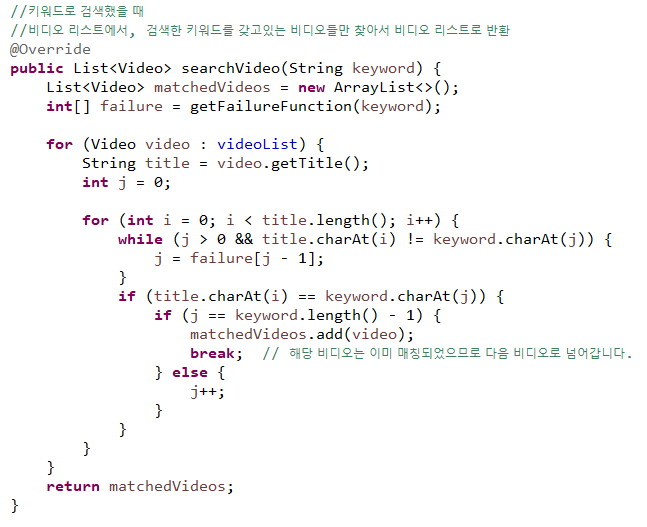 //키워드로 검색했을 때
//비디오 리스트에서, 검색한 키워드를 갖고있는 비디오들만 찾아서 비디오 리스트로 반환
@Override
public List<Video> searchVideo(String keyword) {
    List<Video> matchedVideos = new ArrayList<>();
    int[] failure = getFailureFunction(keyword);

    for (Video video : videoList) {
        String title = video.getTitle();
        int j = 0;

        for (int i = 0; i < title.length(); i++) {
            while (j > 0 && title.charAt(i) != keyword.charAt(j)) {
                j = failure[j - 1];
            }
            if (title.charAt(i) == keyword.charAt(j)) {
                if (j == keyword.length() - 1) {
                    matchedVideos.add(video);
                    break;  // 해당 비디오는 이미 매칭되었으므로 다음 비디오로 넘어갑니다.
                } else {
                    j++;
                }
            }
        }
    }
    return matchedVideos;
}